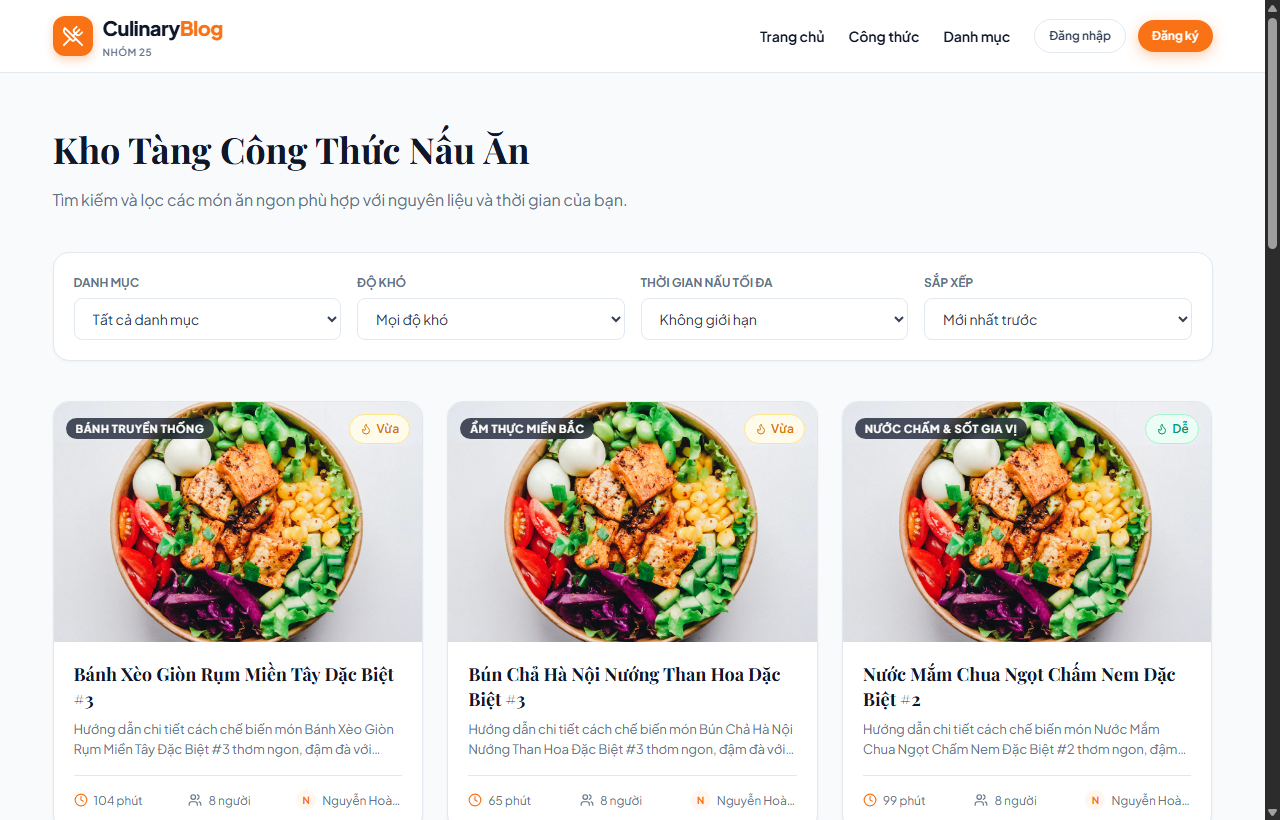 CulinaryBlog
NHÓM 25
Trang chủ
Công thức
Danh mục
Đăng nhập
Đăng ký
Kho Tàng Công Thức Nấu Ăn
Tìm kiếm và lọc các món ăn ngon phù hợp với nguyên liệu và thời gian của bạn.
DANH MỤC
Tất cả danh mục
ĐỘ KHÓ
Mọi độ khó
THỜI GIAN NẤU TỐI ĐA
Không giới hạn
SẮP XẾP
Mới nhất trước
BÁNH TRUYỀN THỐNG
Vừa
Bánh Xèo Giòn Rụm Miền Tây Đặc Biệt
#3
Hướng dẫn chi tiết cách chế biến món Bánh Xèo Giòn
Rụm Miền Tây Đặc Biệt #3 thơm ngon, đậm đà với...
104 phút
8 người
N
Nguyễn Hoà...
ẨM THỰC MIỀN BẮC
Vừa
Bún Chả Hà Nội Nướng Than Hoa Đặc
Biệt #3
Hướng dẫn chi tiết cách chế biến món Bún Chả Hà Nội
Nướng Than Hoa Đặc Biệt #3 thơm ngon, đậm đà với...
65 phút
8 người
N
Nguyễn Hoà...
NƯỚC CHẤM & SỐT GIA VỊ
Dễ
Nước Mắm Chua Ngọt Chấm Nem Đặc
Biệt #2
Hướng dẫn chi tiết cách chế biến món Nước Mắm
Chua Ngọt Chấm Nem Đặc Biệt #2 thơm ngon, đậm...
99 phút
8 người
N
Nguyễn Hoà...